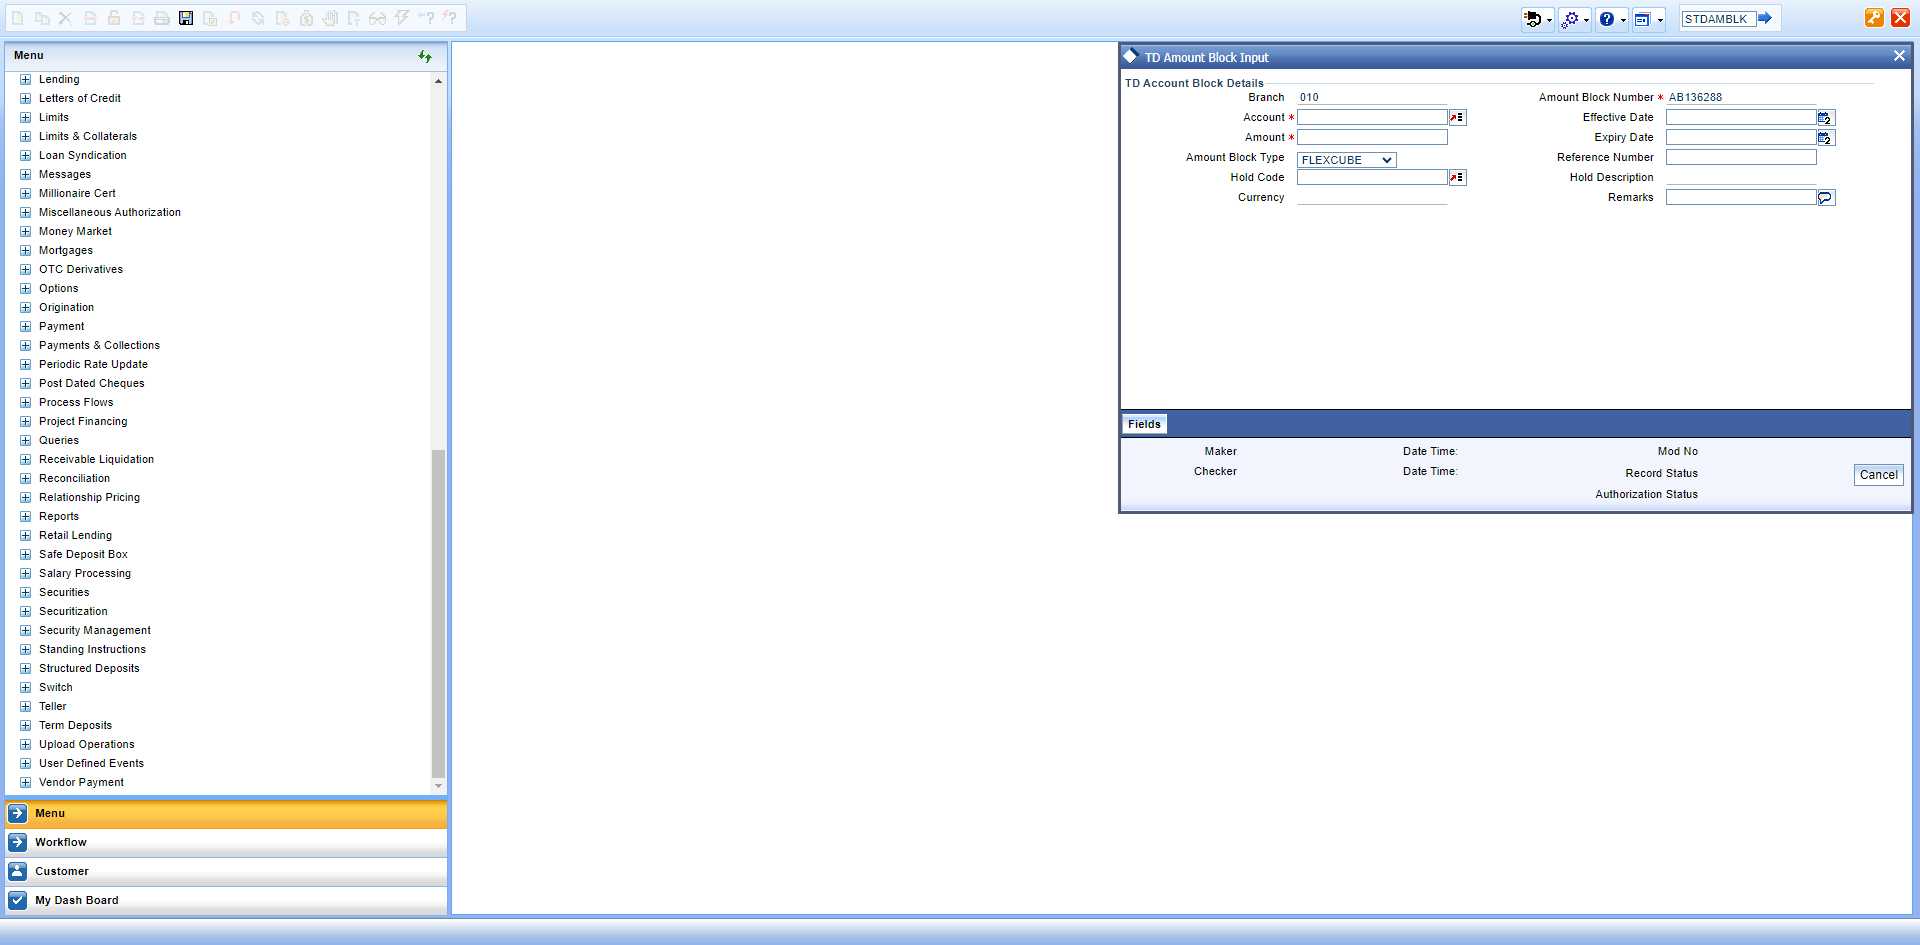 STDAMBLK
Menu
Lending
Letters of Credit
Limits
Limits & Collaterals
Loan Syndication
Messages
Millionaire Cert
Miscellaneous Authorization
Money Market
Mortgages
OTC Derivatives
Options
Origination
Payment
Payments & Collections
Periodic Rate Update
Post Dated Cheques
Process Flows
Project Financing
Queries
Receivable Liquidation
Reconciliation
Relationship Pricing
Reports
Retail Lending
Safe Deposit Box
Salary Processing
Securities
Securitization
Security Management
Standing Instructions
Structured Deposits
Switch
Teller
Term Deposits
Upload Operations
User Defined Events
Vendor Payment
Menu
Workflow
Customer
My Dash Board
TD Amount Block Input
TD Account Block Details
Branch 010 Amount Block Number * AB136288
Account * Effective Date
Amount * Expiry Date
Amount Block Type FLEXCUBE Reference Number
Hold Code Hold Description
Currency Remarks
Fields
Maker Date Time: Mod No
Checker Date Time: Record Status
Cancel
Authorization Status